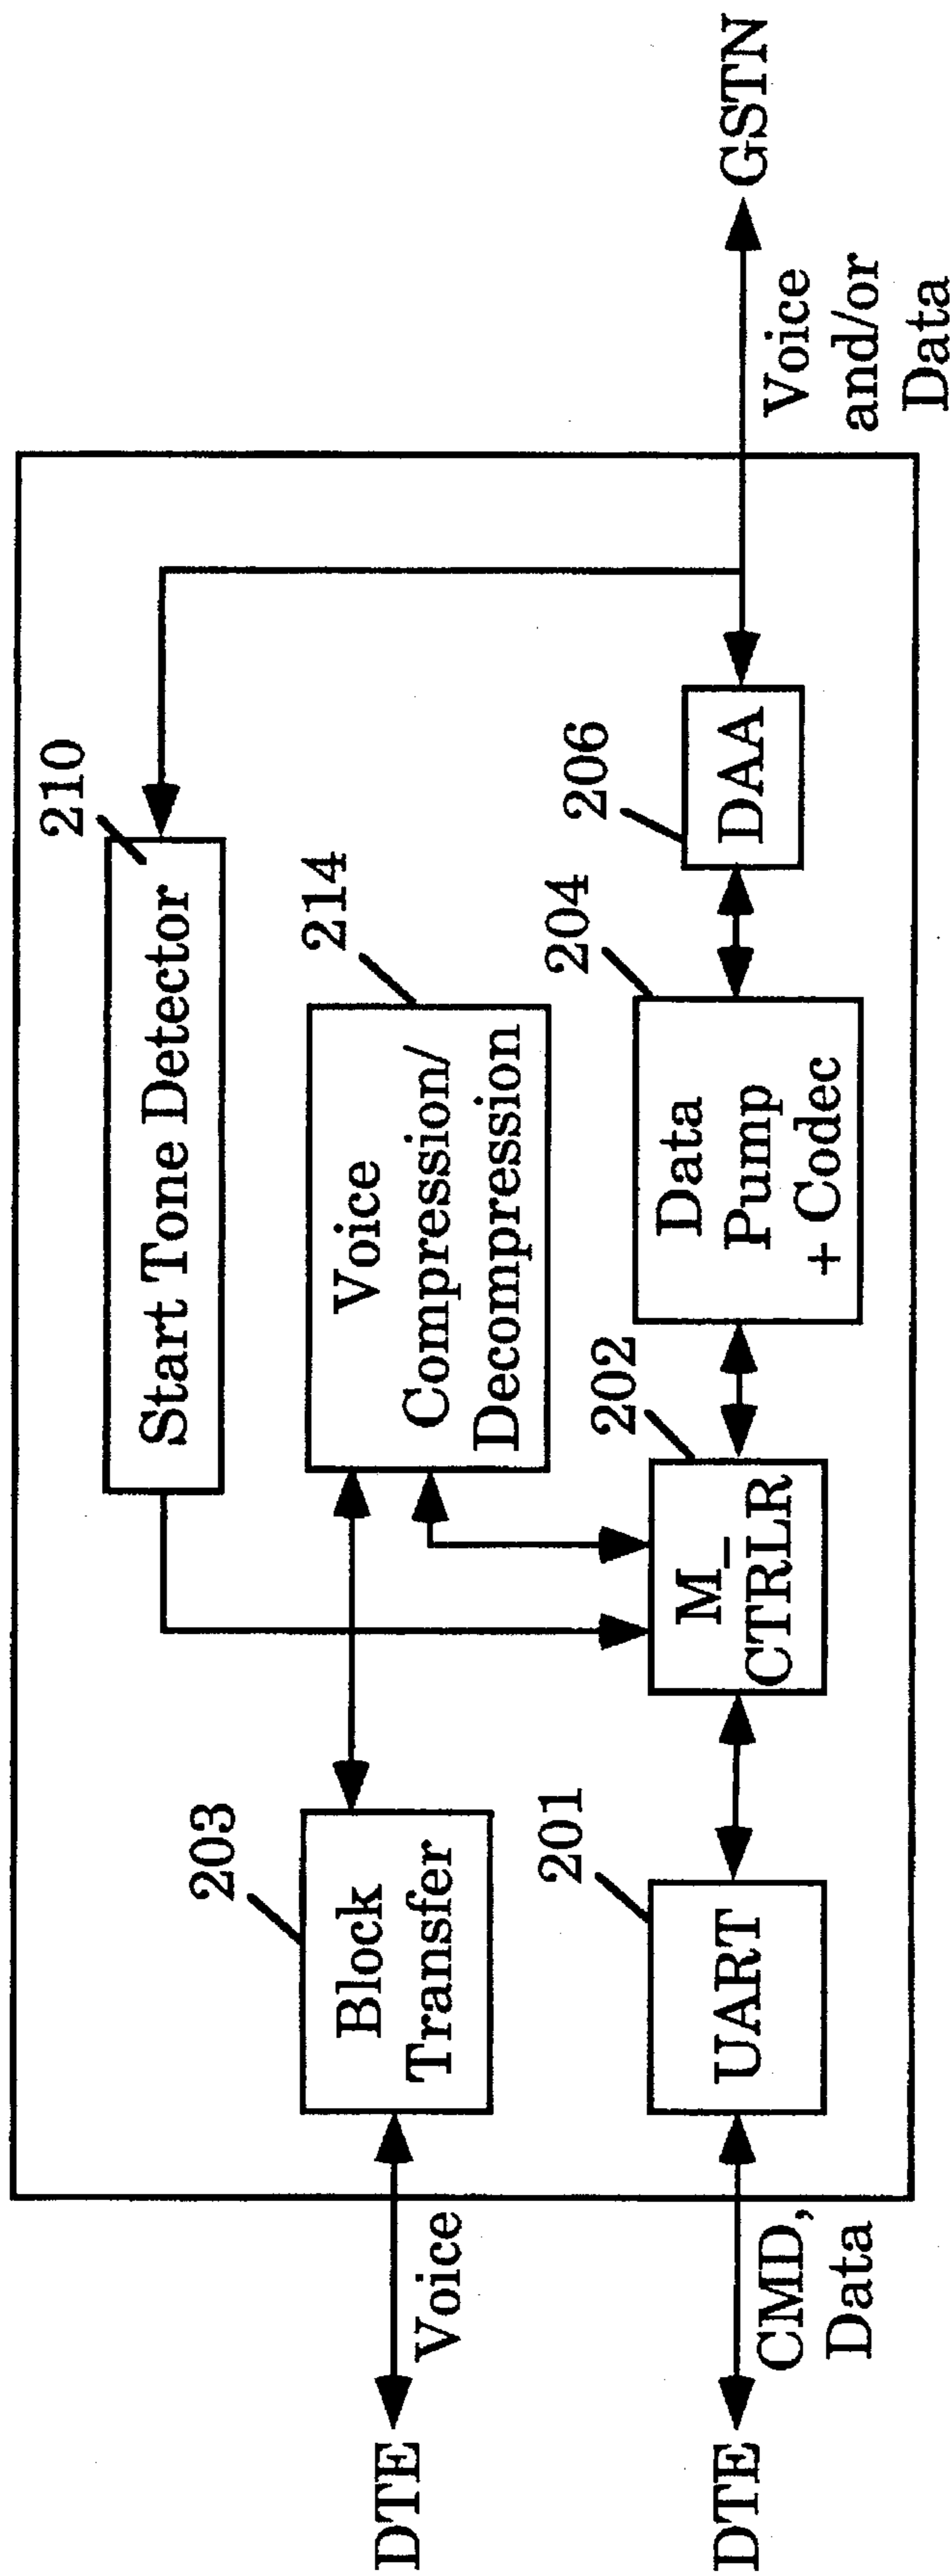 210
Start Tone Detector
214
Voice
Compression/
Decompression
203
Block
Transfer
DTE
Voice
201
UART
202
M_
CTRLR
204
Data
Pump
+ Codec
206
DAA
GSTN
Voice
and/or
Data
DTE
CMD,
Data